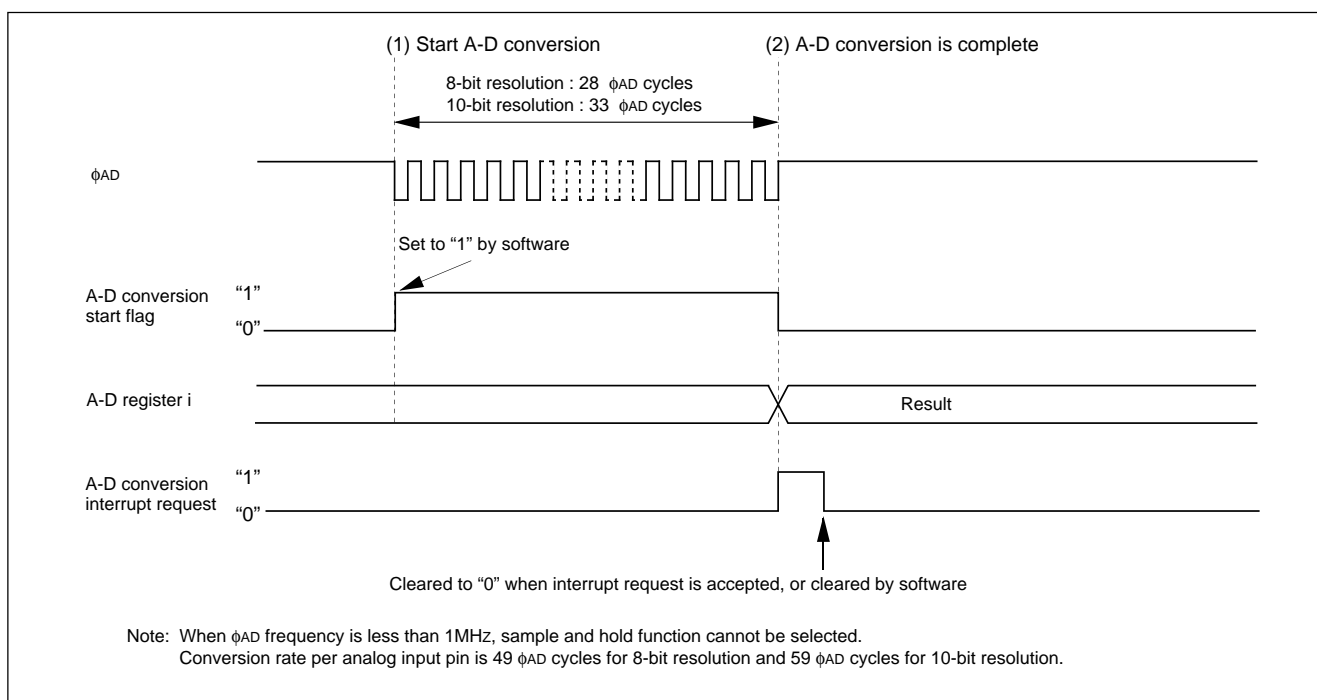 (1) Start A-D conversion
(2) A-D conversion is complete
8-bit resolution : 28 ϕAD cycles
10-bit resolution : 33 ϕAD cycles
ϕAD
Set to “1” by software
A-D conversion
start flag
“1”
“0”
A-D register i
Result
A-D conversion
interrupt request
“1”
“0”
Cleared to “0” when interrupt request is accepted, or cleared by software
Note: When ϕAD frequency is less than 1MHz, sample and hold function cannot be selected.
Conversion rate per analog input pin is 49 ϕAD cycles for 8-bit resolution and 59 ϕAD cycles for 10-bit resolution.